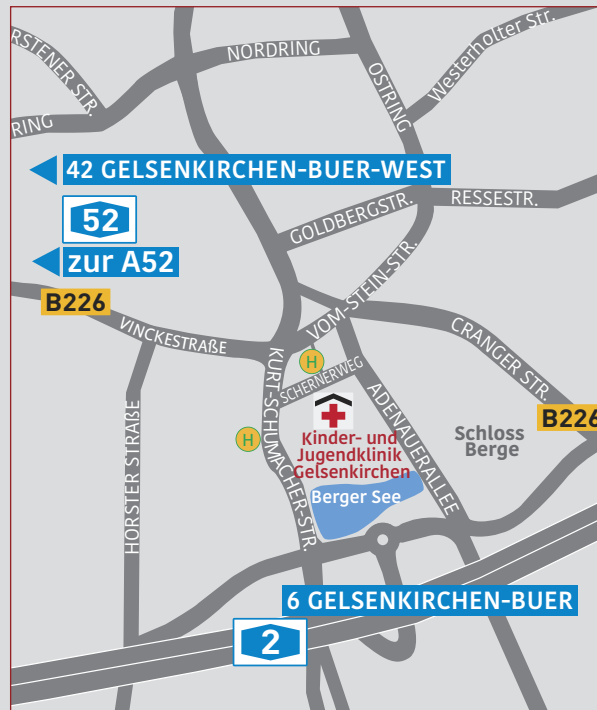 RSTENER STR.
NORDRING
Westerholter Str.
OSTRING
RING
42 GELSENKIRCHEN-BUER-WEST
52
zur A52
GOLDBERGSTR.
RESSESTR.
B226
VINCKESTRAßE
VOM-STEIN-STR.
CRANGER STR.
H
SCHERNERWEG
KURT-SCHUMACHER-STR.
ADENAUERALLEE
HORSTER STRAßE
H
Kinder- und
Jugendklinik
Gelsenkirchen
Schloss
Berge
B226
Berger See
6 GELSENKIRCHEN-BUER
2